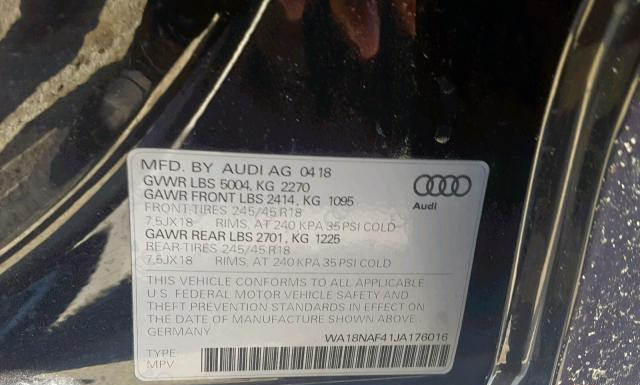 MFD. BY AUDI AG 04 18
GVWR LBS 5004, KG 2270
GAWR FRONT LBS 2414, KG 1095
FRONT-TIRES 245/45 R18
7,5JX18 RIMS, AT 240 KPA 35 PSI COLD
GAWR REAR LBS 2701, KG 1225
REAR-TIRES 245/45 R18
7,5JX18 RIMS, AT 240 KPA 35 PSI COLD
Audi
THIS VEHICLE CONFORMS TO ALL APPLICABLE
U.S. FEDERAL MOTOR VEHICLE SAFETY AND
THEFT PREVENTION STANDARDS IN EFFECT ON
THE DATE OF MANUFACTURE SHOWN ABOVE.
GERMANY. WA18NAF41JA176016
TYPE
MPV